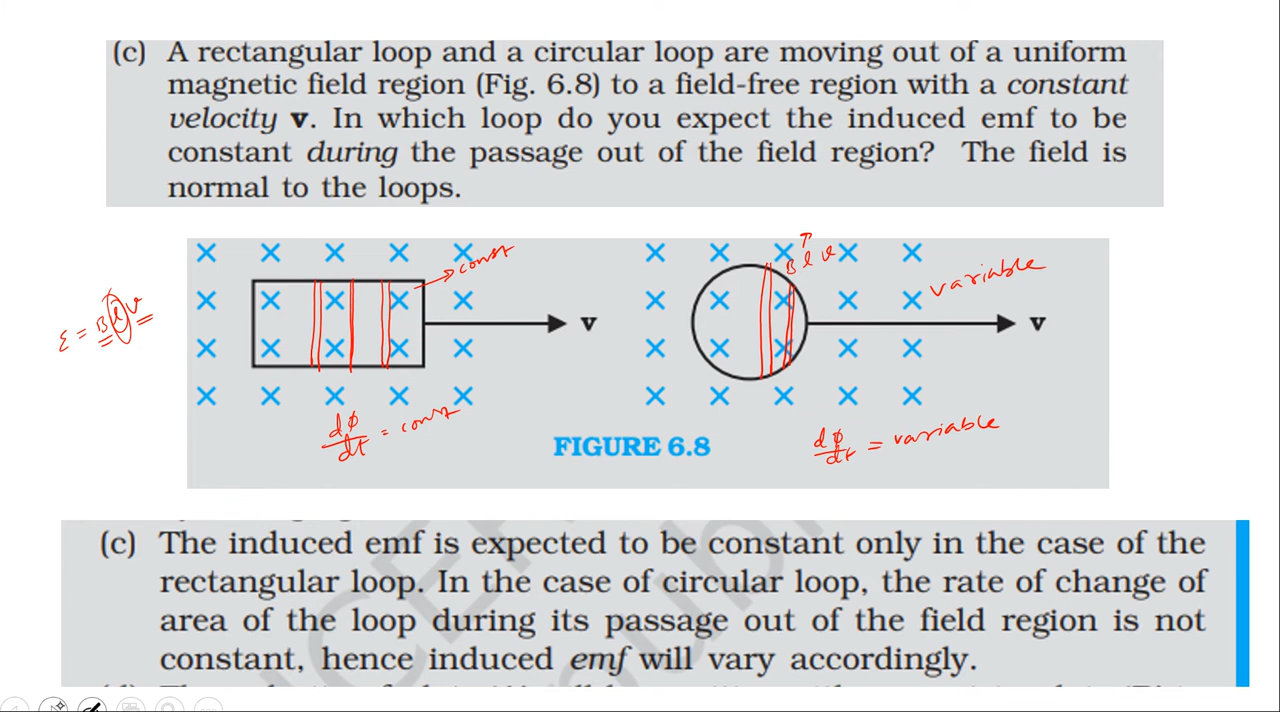 (c) A rectangular loop and a circular loop are moving out of a uniform
magnetic field region (Fig. 6.8) to a field-free region with a constant
velocity v. In which loop do you expect the induced emf to be
constant during the passage out of the field region? The field is
normal to the loops.
const
B l v
variable
ε = B l v
v
v
dφ/dt = const
dφ/dt = variable
FIGURE 6.8
(c) The induced emf is expected to be constant only in the case of the
rectangular loop. In the case of circular loop, the rate of change of
area of the loop during its passage out of the field region is not
constant, hence induced emf will vary accordingly.